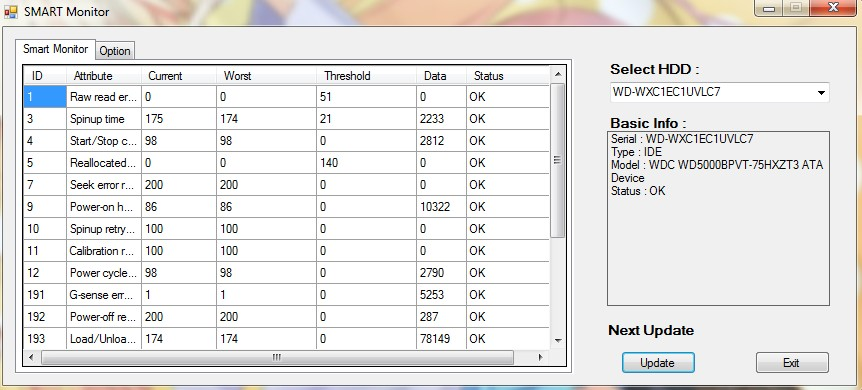 SMART Monitor
Smart Monitor Option
ID Attribute Current Worst Threshold Data Status
1 Raw read er... 0 0 51 0 OK
3 Spinup time 175 174 21 2233 OK
4 Start/Stop c... 98 98 0 2812 OK
5 Reallocated... 0 0 140 0 OK
7 Seek error r... 200 200 0 0 OK
9 Power-on h... 86 86 0 10322 OK
10 Spinup retry... 100 100 0 0 OK
11 Calibration r... 100 100 0 0 OK
12 Power cycle... 98 98 0 2790 OK
191 G-sense err... 1 1 0 5253 OK
192 Power-off re... 200 200 0 287 OK
193 Load/Unloa... 174 174 0 78149 OK
Select HDD :
WD-WXC1EC1UVLC7
Basic Info :
Serial : WD-WXC1EC1UVLC7
Type : IDE
Model : WDC WD5000BPVT-75HXZT3 ATA
Device
Status : OK
Next Update
Update Exit